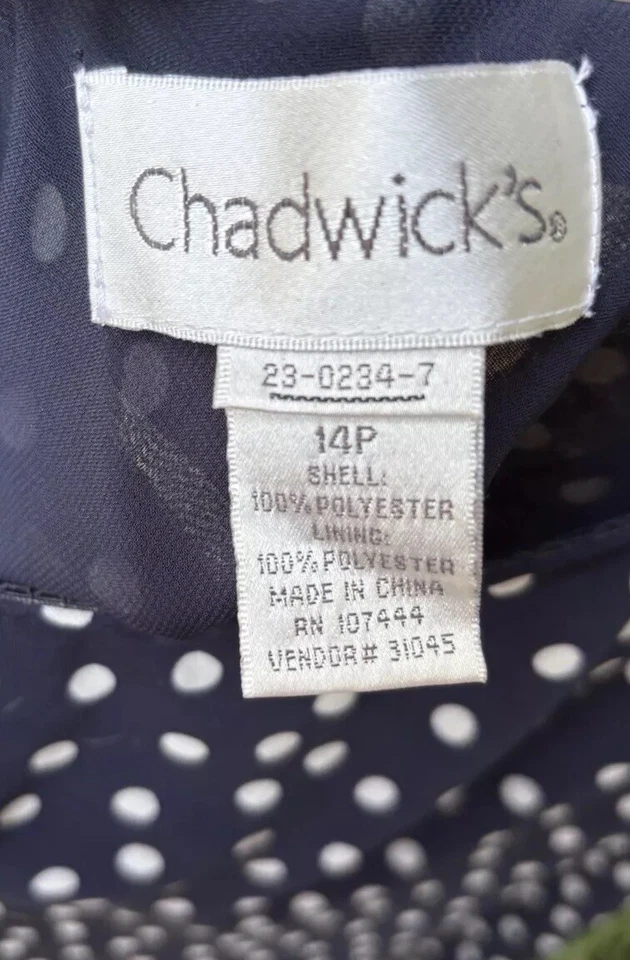 Chadwick's®
23-0234-7
14P
SHELL:
100% POLYESTER
LINING:
100% POLYESTER
MADE IN CHINA
RN 107444
VENDOR# 31045